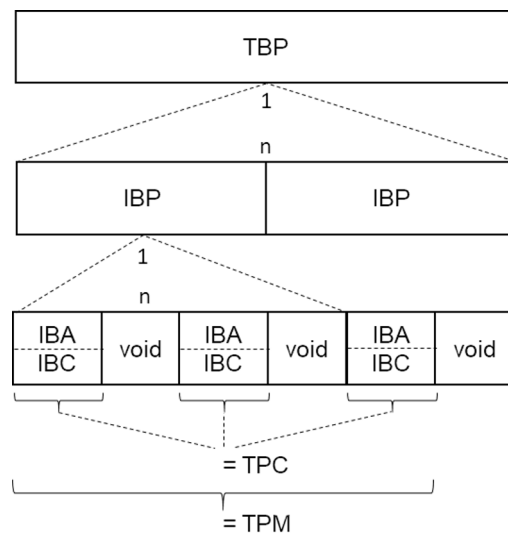 TBP
1
n
IBP IBP
1
n
IBA void IBA void IBA void
IBC IBC IBC
= TPC
= TPM